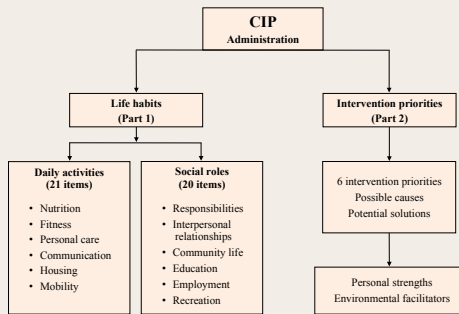 CIP
Administration
Life habits
(Part 1)
Intervention priorities
(Part 2)
Daily activities
(21 items)
• Nutrition
• Fitness
• Personal care
• Communication
• Housing
• Mobility
Social roles
(20 items)
• Responsibilities
• Interpersonal
relationships
• Community life
• Education
• Employment
• Recreation
6 intervention priorities
Possible causes
Potential solutions
Personal strengths
Environmental facilitators